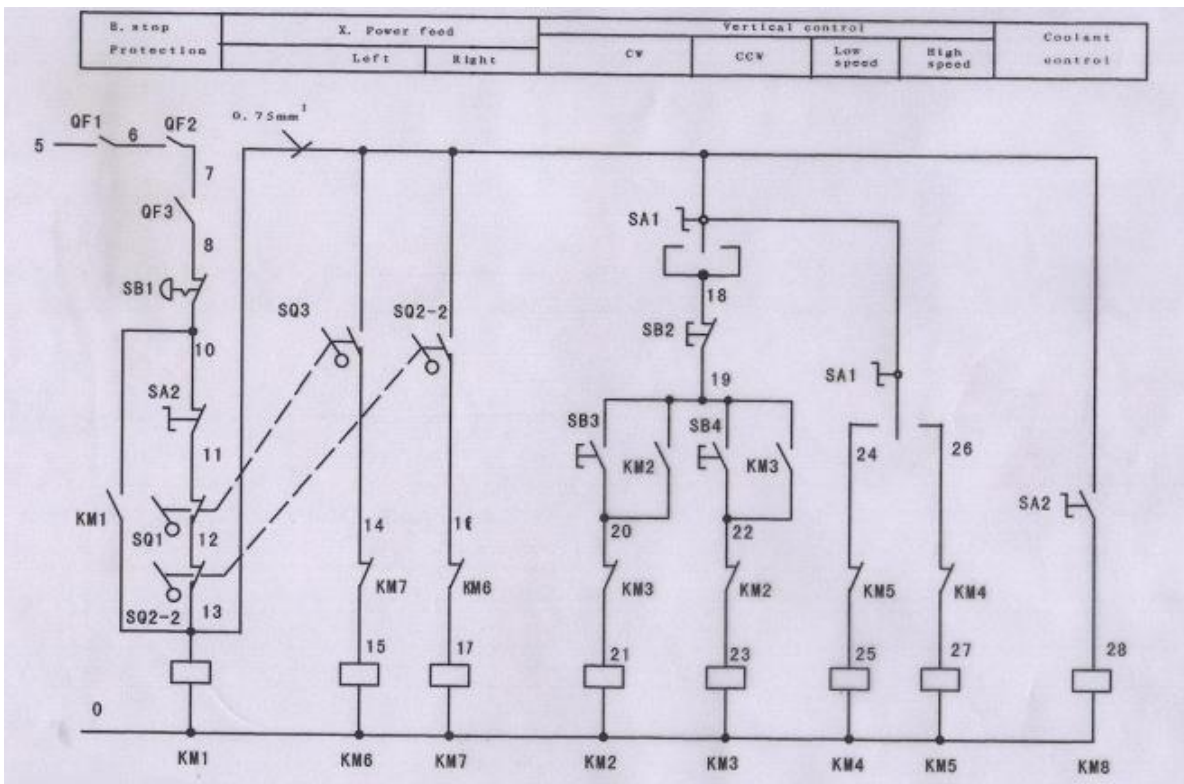 E. stop
Protection
X. Power feed
Left
Right
Vertical control
CW
CCW
Low
speed
High
speed
Coolant
control
QF1
6
QF2
0.75mm
5
7
QF3
8
SB1
10
SA2
11
KM1
SQ1
12
SQ2-2
13
0
KM1
SQ3
SQ2-2
14
16
KM7
KM6
15
17
KM6
KM7
SA1
18
SB2
19
SB3
KM2
SB4
KM3
20
22
KM3
KM2
21
23
KM2
KM3
SA1
24
26
KM5
KM4
25
27
KM4
KM5
SA2
28
KM8